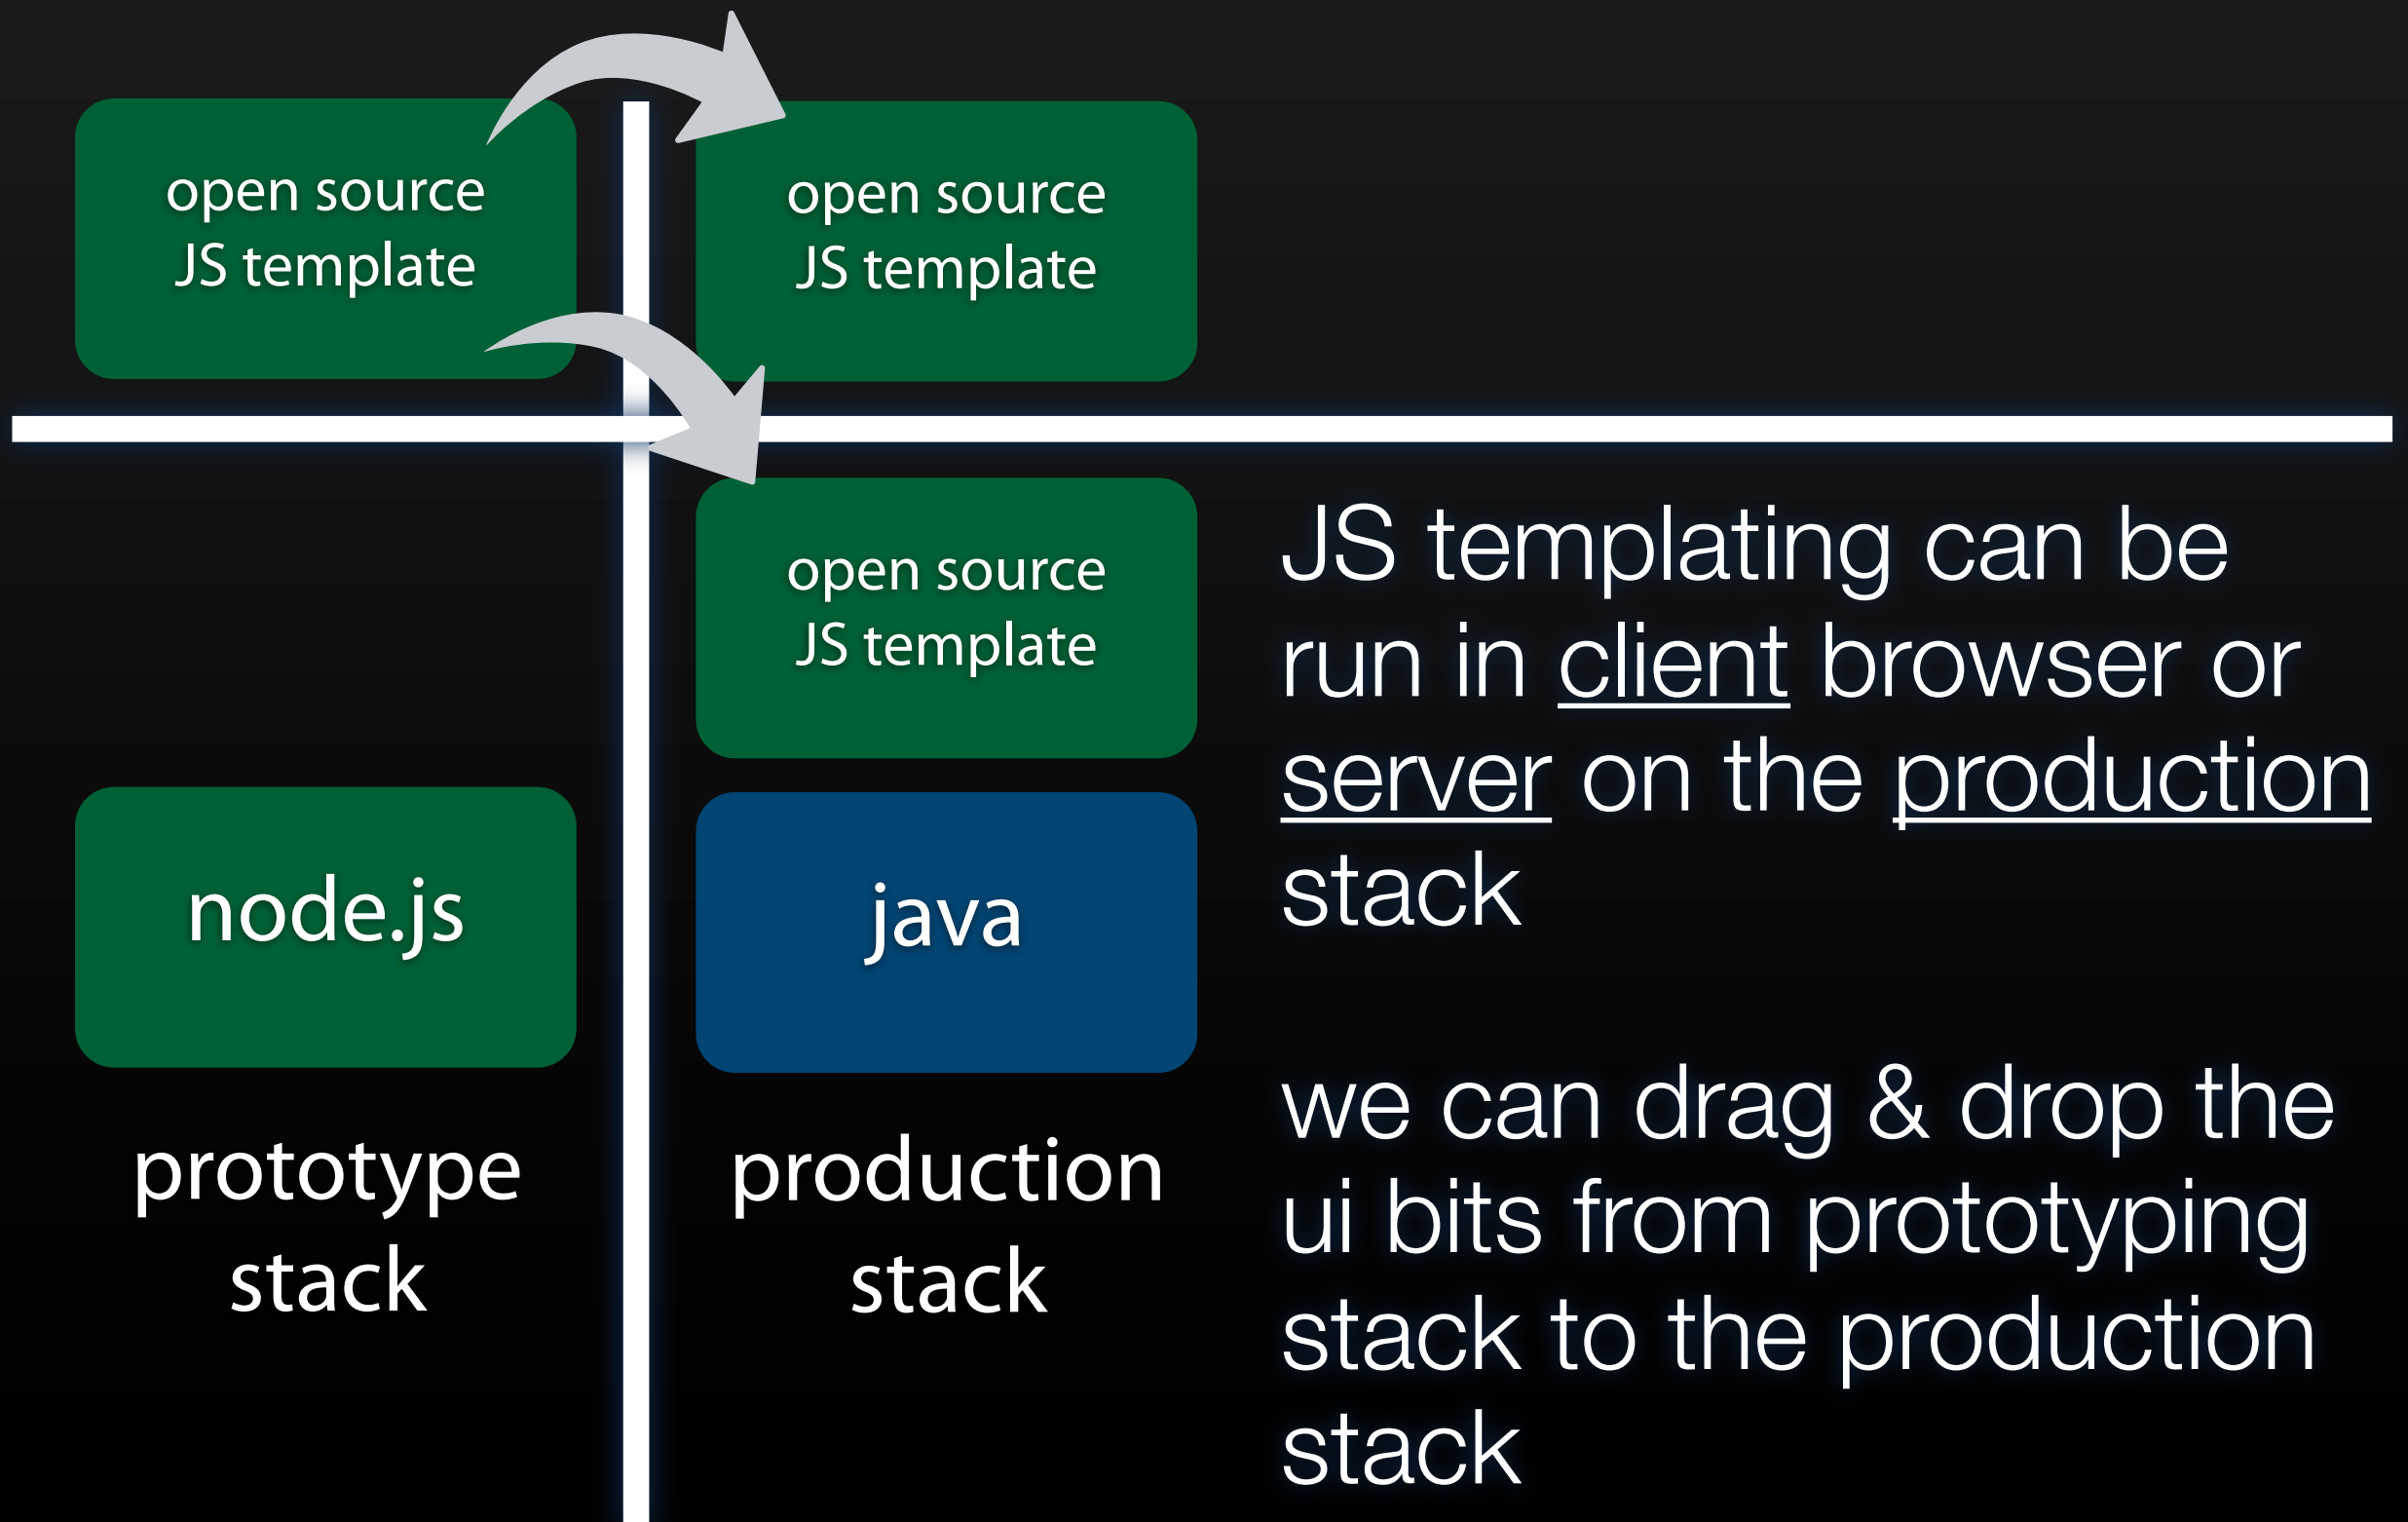 open source
JS template
open source
JS template
open source
JS template
node.js
java
prototype
stack
production
stack
JS templating can be
run in client browser or
server on the production
stack
we can drag & drop the
ui bits from prototyping
stack to the production
stack